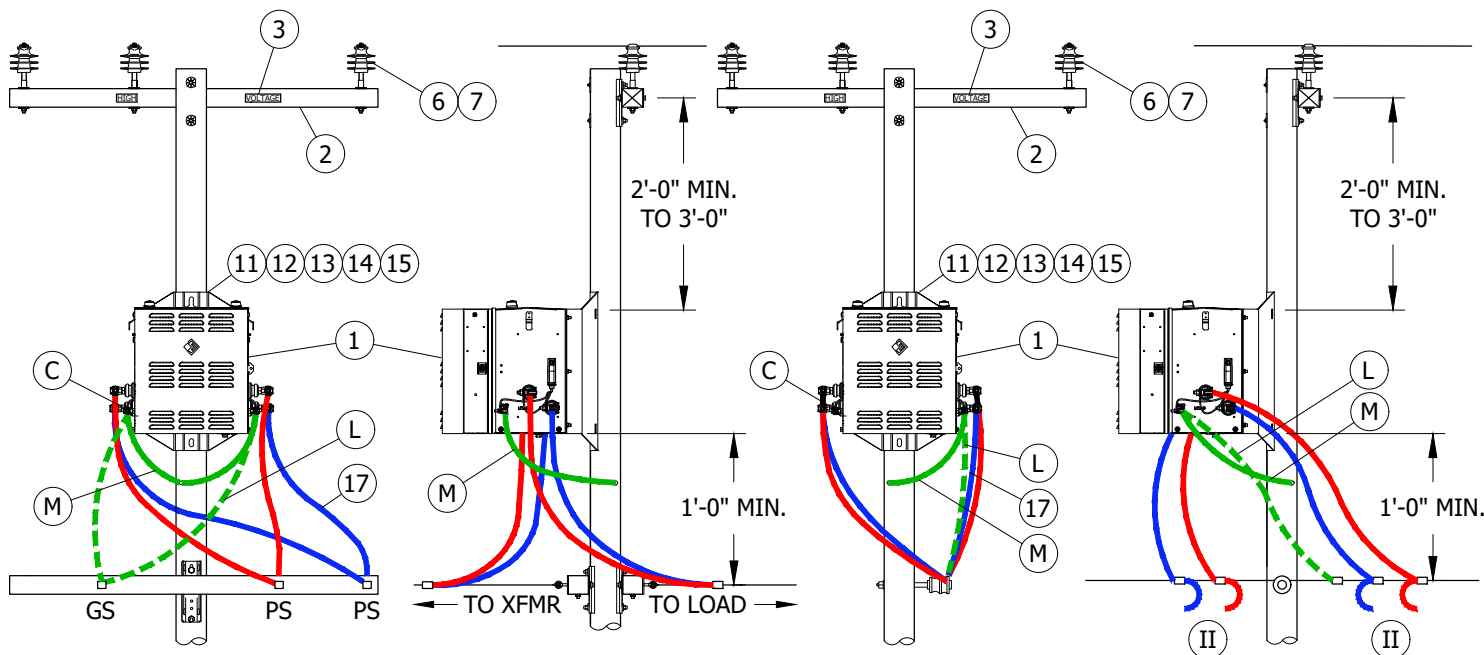 3
3
HIGH
VOLTAGE
6 7
HIGH
VOLTAGE
6 7
2
2
2'-0" MIN.
TO 3'-0"
2'-0" MIN.
TO 3'-0"
11 12 13 14 15
11 12 13 14 15
1
1
C
C
L
L
M
M
M
L
17
17
M
1'-0" MIN.
1'-0" MIN.
GS
PS
PS
TO XFMR
TO LOAD
II
II